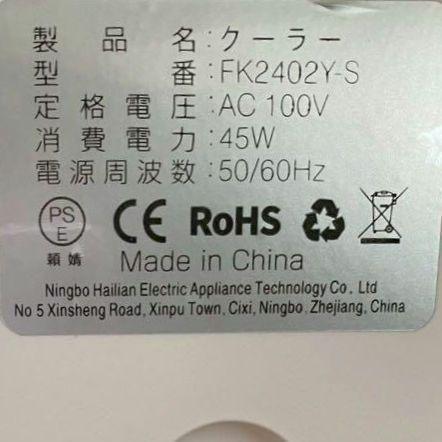 製品名:クーラー
型番:FK2402Y-S
定格電圧:AC 100V
消費電力:45W
電源周波数:50/60Hz
PS
E
CE RoHS
頴婧
Made in China
Ningbo Hailian Electric Appliance Technology Co. Ltd
No 5 Xinsheng Road, Xinpu Town, Cixi, Ningbo, Zhejiang, China